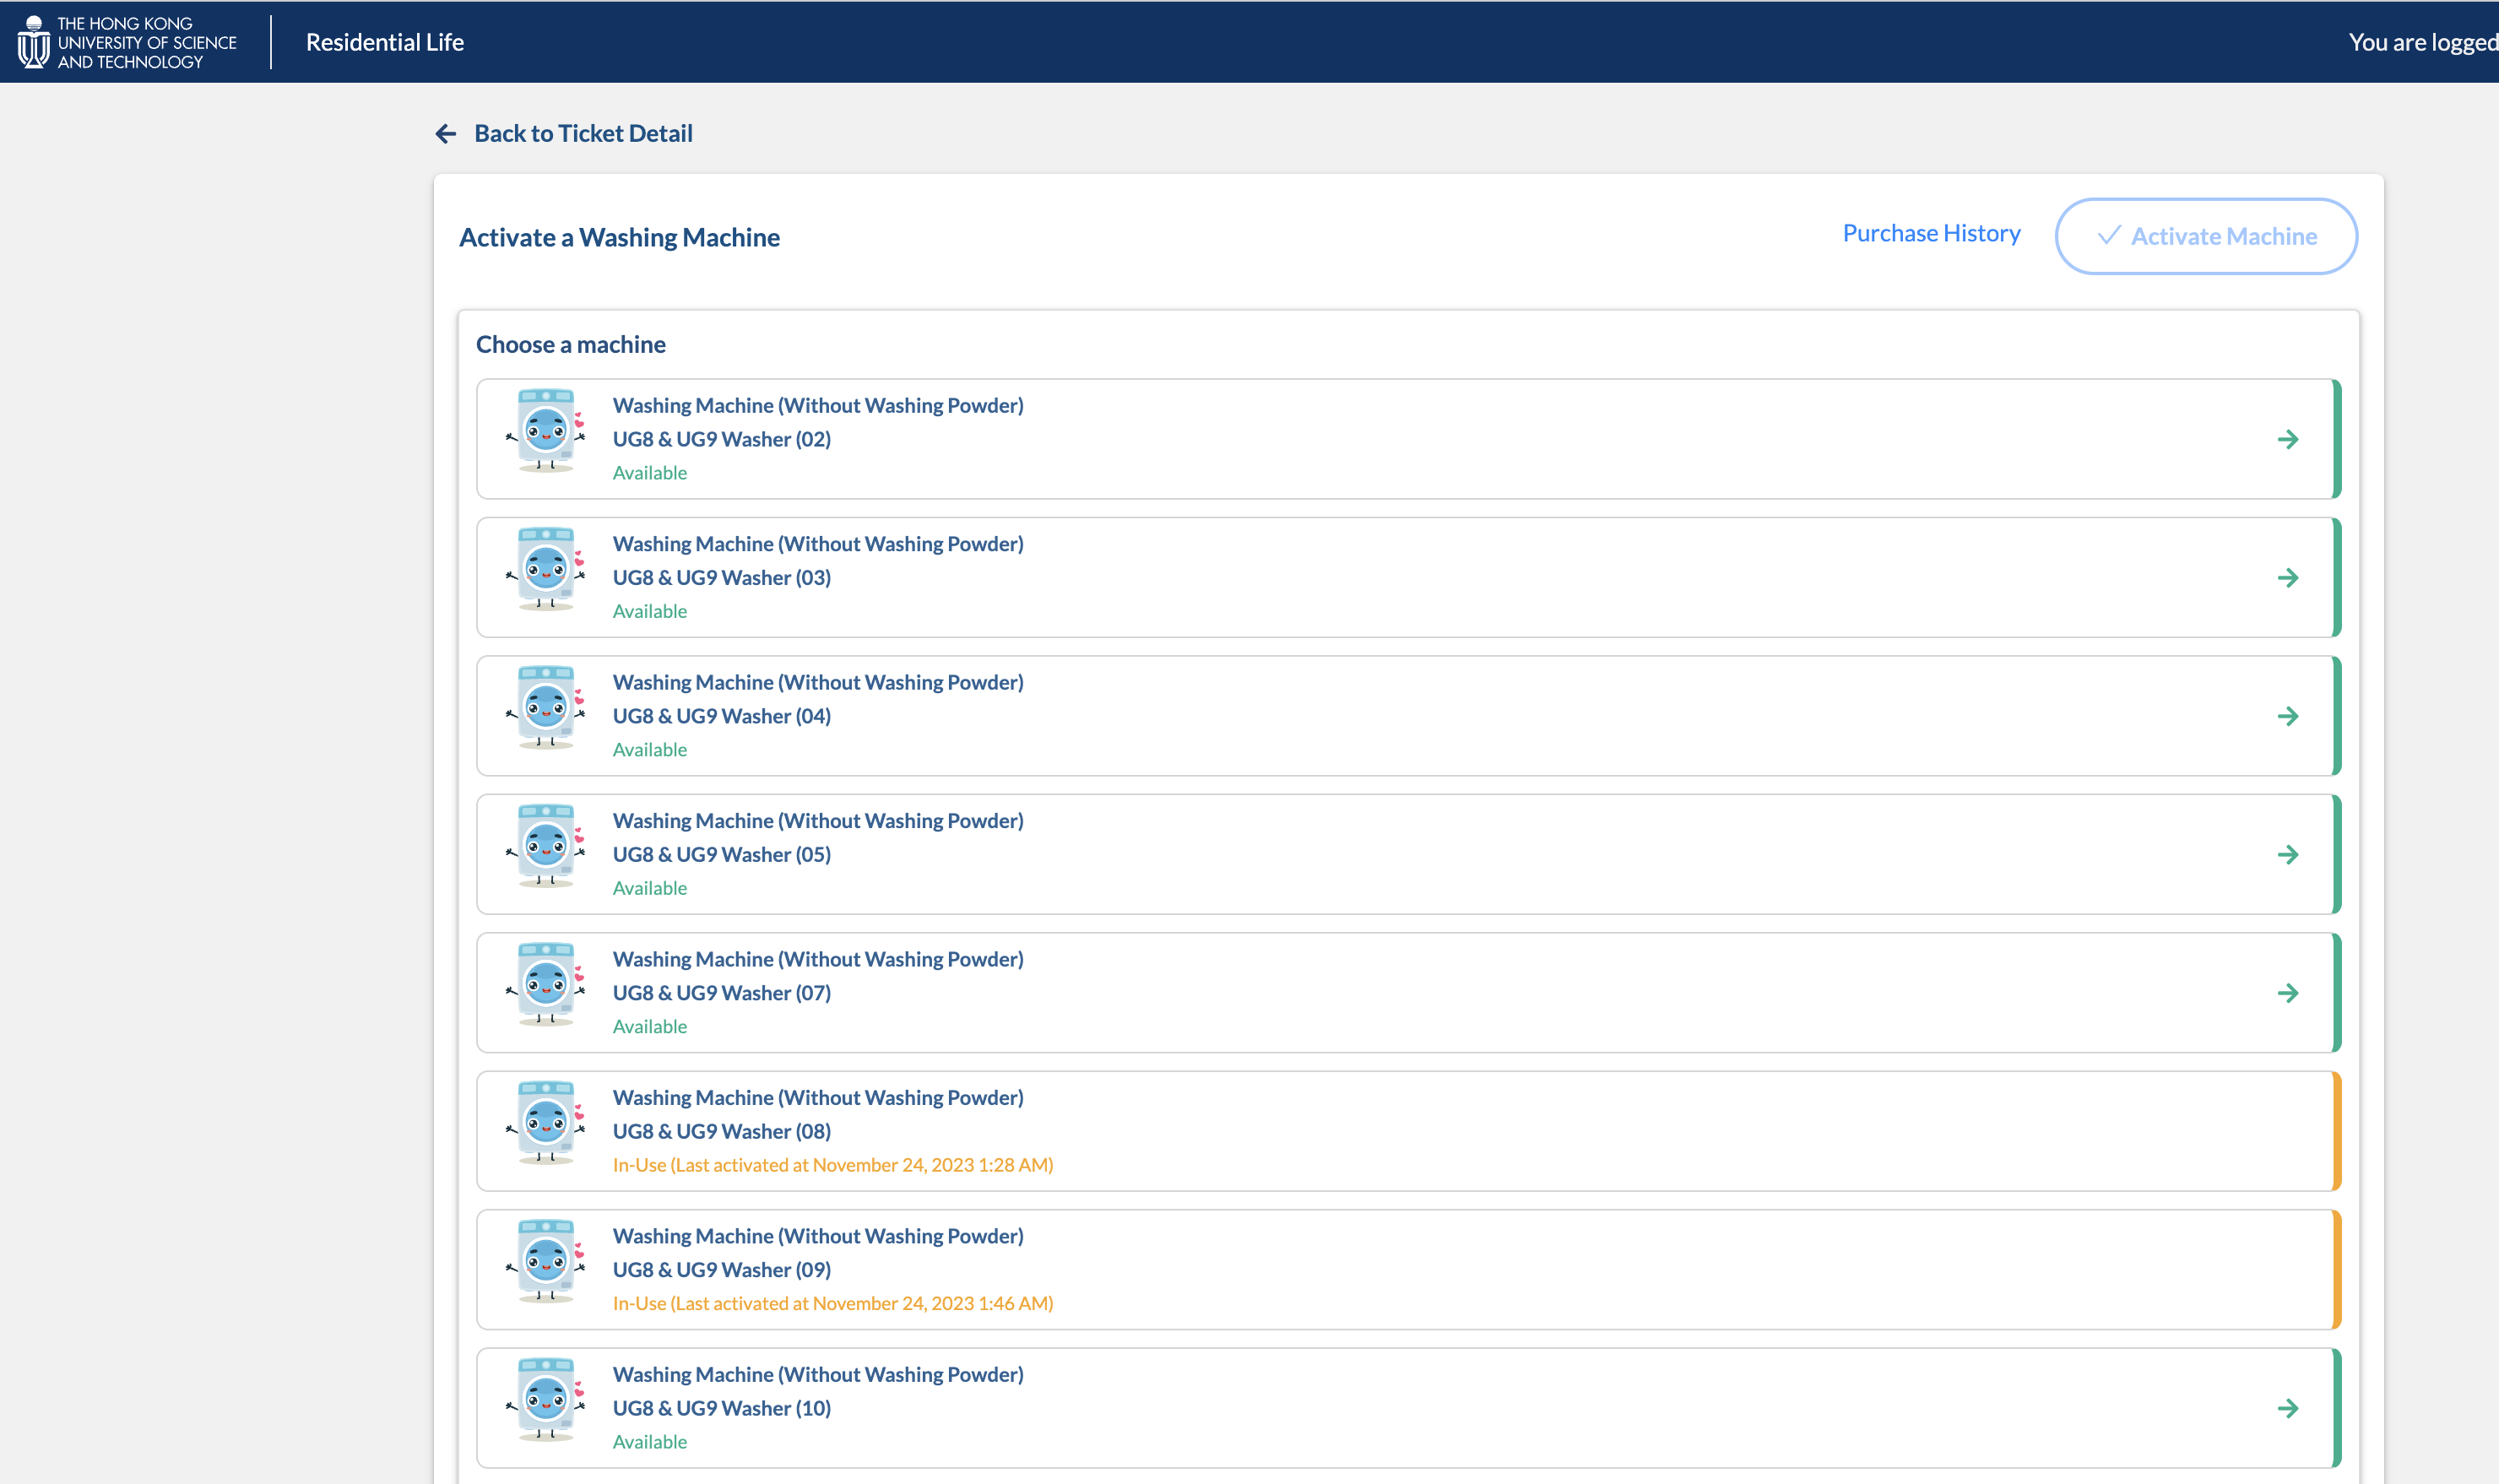 THE HONG KONG
UNIVERSITY OF SCIENCE
AND TECHNOLOGY
Residential Life
You are logged
Back to Ticket Detail
Activate a Washing Machine
Purchase History
Activate Machine
Choose a machine
Washing Machine (Without Washing Powder)
UG8 & UG9 Washer (02)
Available
Washing Machine (Without Washing Powder)
UG8 & UG9 Washer (03)
Available
Washing Machine (Without Washing Powder)
UG8 & UG9 Washer (04)
Available
Washing Machine (Without Washing Powder)
UG8 & UG9 Washer (05)
Available
Washing Machine (Without Washing Powder)
UG8 & UG9 Washer (07)
Available
Washing Machine (Without Washing Powder)
UG8 & UG9 Washer (08)
In-Use (Last activated at November 24, 2023 1:28 AM)
Washing Machine (Without Washing Powder)
UG8 & UG9 Washer (09)
In-Use (Last activated at November 24, 2023 1:46 AM)
Washing Machine (Without Washing Powder)
UG8 & UG9 Washer (10)
Available